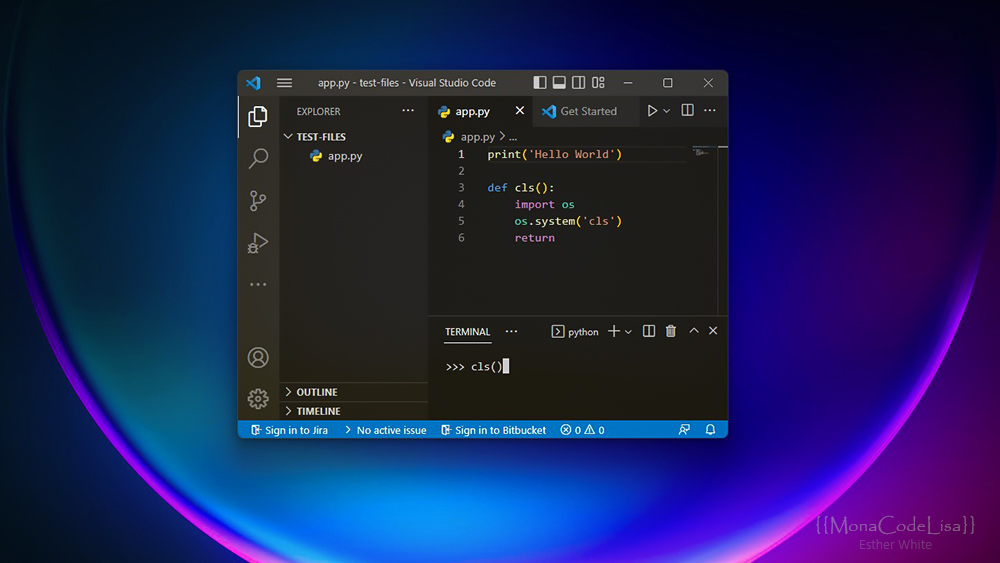 app.py - test-files - Visual Studio Code
EXPLORER
TEST-FILES
app.py
OUTLINE
TIMELINE
app.py
Get Started
app.py > ...
1 print('Hello World')
2
3 def cls():
4     import os
5     os.system('cls')
6     return
TERMINAL
python
>>> cls()
Sign in to Jira
No active issue
Sign in to Bitbucket
0
0
{{MonaCodeLisa}}
Esther White